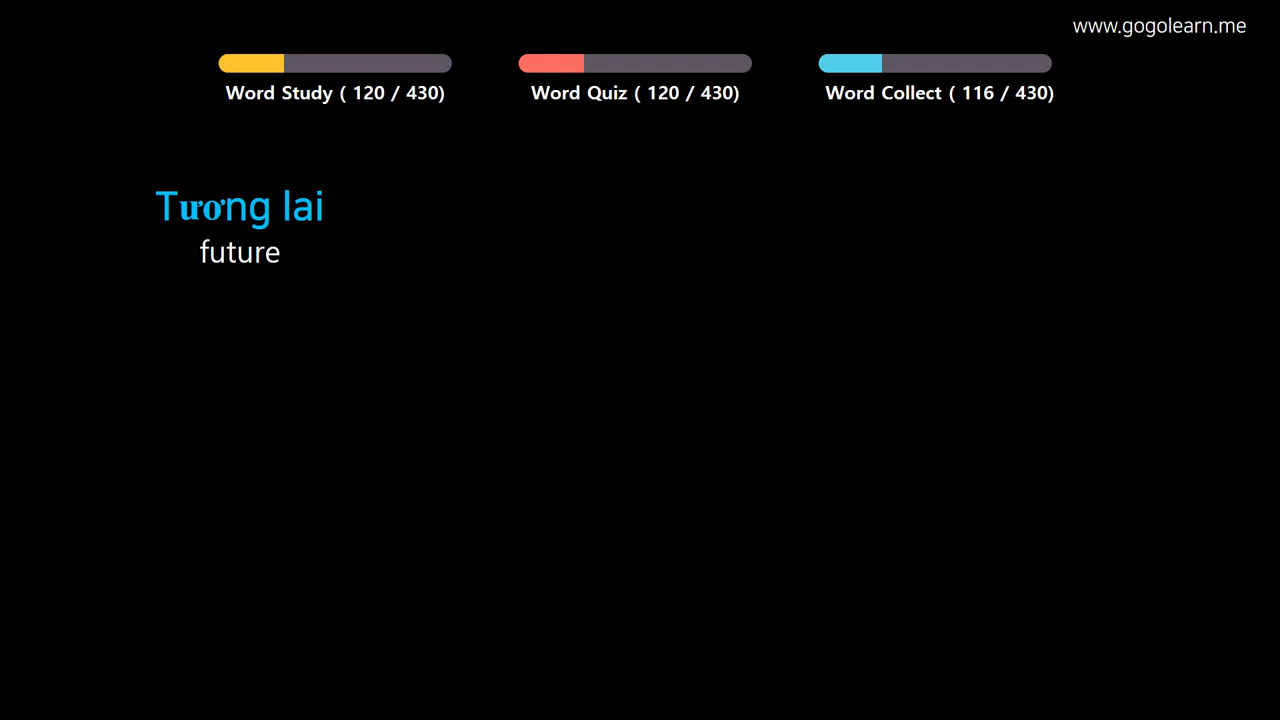 www.gogolearn.me
Word Study ( 120 / 430)
Word Quiz ( 120 / 430)
Word Collect ( 116 / 430)
Tương lai
future